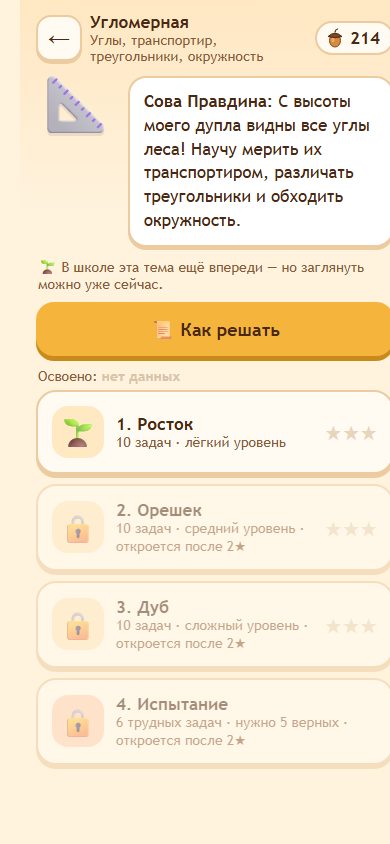 ←
Угломерная
Углы, транспортир,
треугольники, окружность
214
Сова Правдина: С высоты
моего дупла видны все углы
леса! Научу мерить их
транспортиром, различать
треугольники и обходить
окружность.
В школе эта тема ещё впереди — но заглянуть
можно уже сейчас.
Как решать
Освоено: нет данных
1. Росток
10 задач · лёгкий уровень
★★★
2. Орешек
10 задач · средний уровень ·
откроется после 2★
★★★
3. Дуб
10 задач · сложный уровень ·
откроется после 2★
★★★
4. Испытание
6 трудных задач · нужно 5 верных ·
откроется после 2★